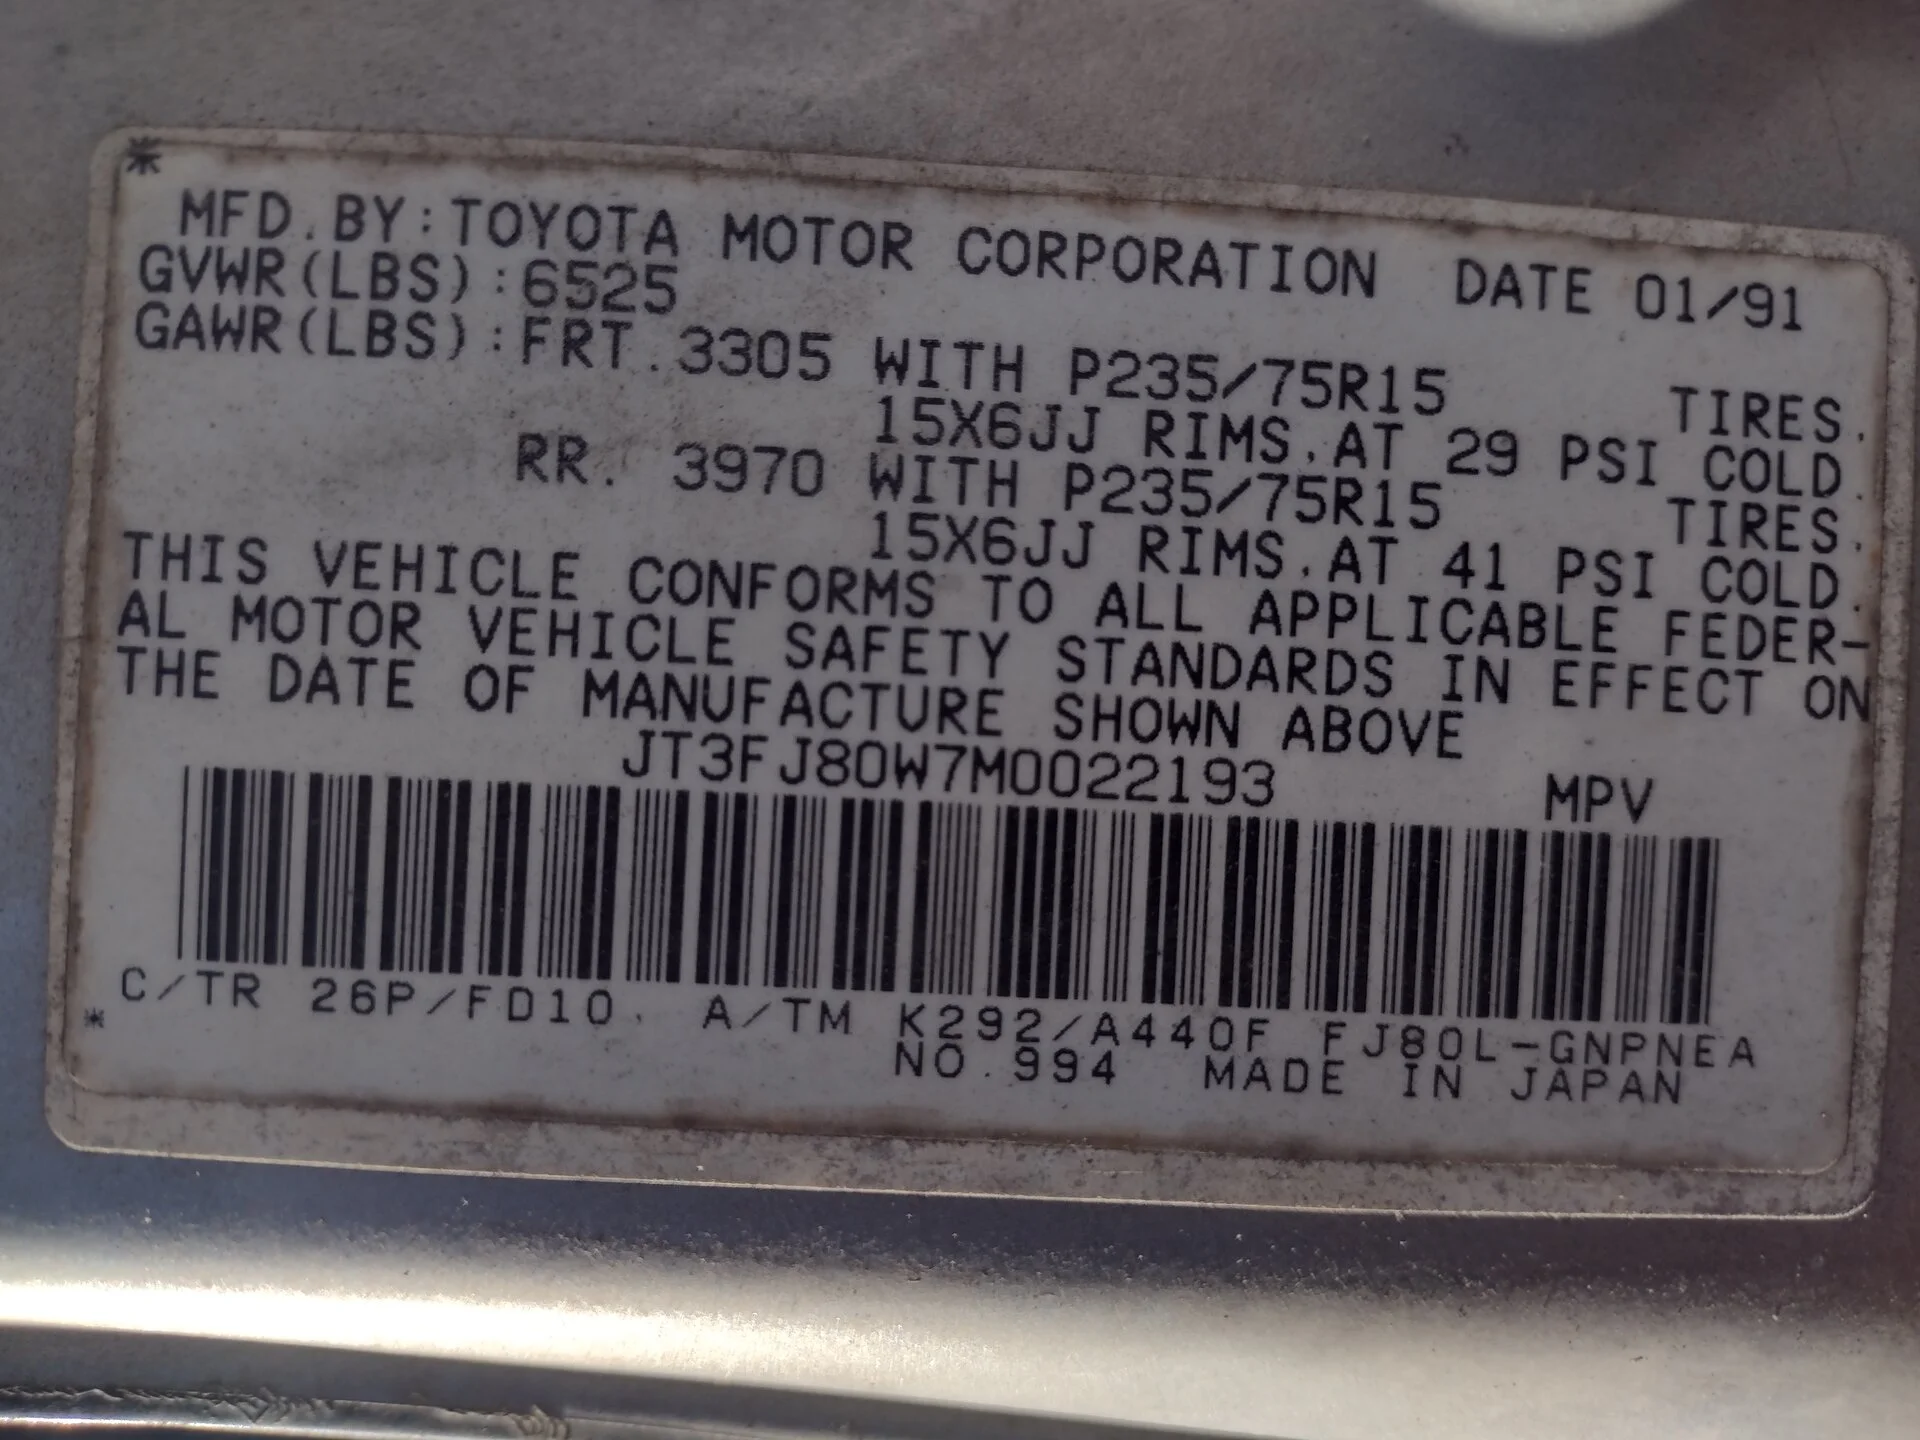 *
MFD.BY:TOYOTA MOTOR CORPORATION DATE 01/91
GVWR(LBS):6525
GAWR(LBS):FRT.3305 WITH P235/75R15 TIRES.
15X6JJ RIMS.AT 29 PSI COLD.
RR. 3970 WITH P235/75R15 TIRES.
15X6JJ RIMS.AT 41 PSI COLD.
THIS VEHICLE CONFORMS TO ALL APPLICABLE FEDER-
AL MOTOR VEHICLE SAFETY STANDARDS IN EFFECT ON
THE DATE OF MANUFACTURE SHOWN ABOVE
JT3FJ80W7M0022193 MPV
C/TR 26P/FD10. A/TM K292/A440F FJ80L-GNPNEA
* NO.994 MADE IN JAPAN